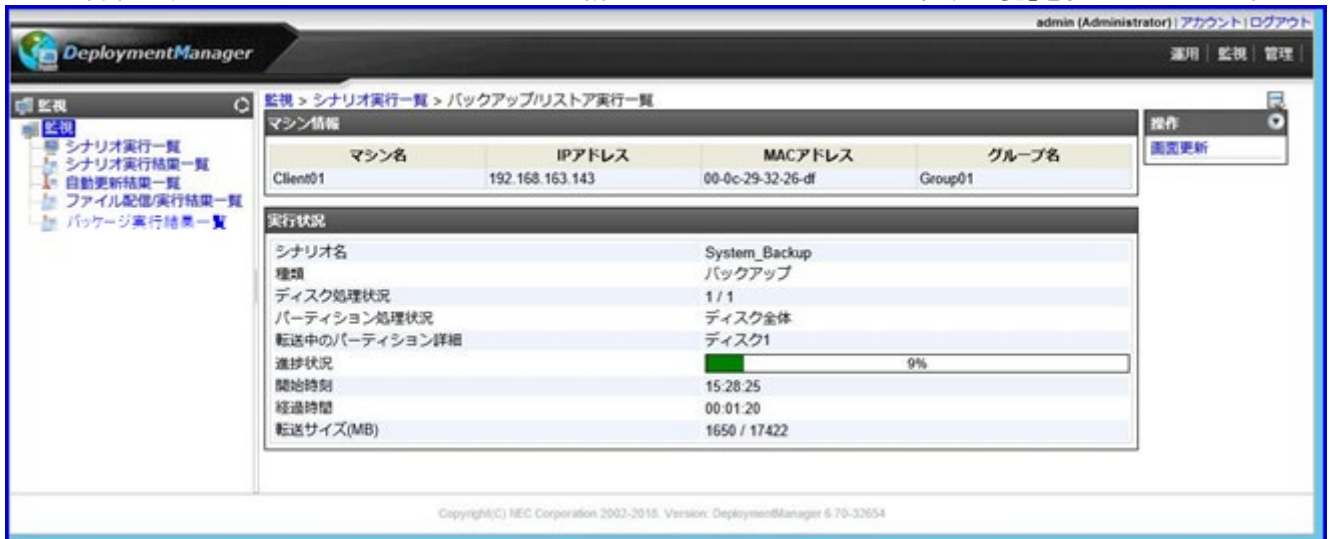 admin (Administrator) | アカウント | ログアウト
DeploymentManager
運用 | 監視 | 管理
監視
監視 > シナリオ実行一覧 > バックアップ/リストア実行一覧
監視
シナリオ実行一覧
シナリオ実行結果一覧
自動更新結果一覧
ファイル配信/実行結果一覧
パッケージ実行結果一覧
マシン情報
マシン名 IPアドレス MACアドレス グループ名
Client01 192.168.163.143 00-0c-29-32-26-df Group01
実行状況
シナリオ名 System_Backup
種類 バックアップ
ディスク処理状況 1 / 1
パーティション処理状況 ディスク全体
転送中のパーティション詳細 ディスク1
進捗状況 9%
開始時刻 15:28:25
経過時間 00:01:20
転送サイズ(MB) 1650 / 17422
操作
画面更新
Copyright(C) NEC Corporation 2002-2018. Version: DeploymentManager 6.70-32654